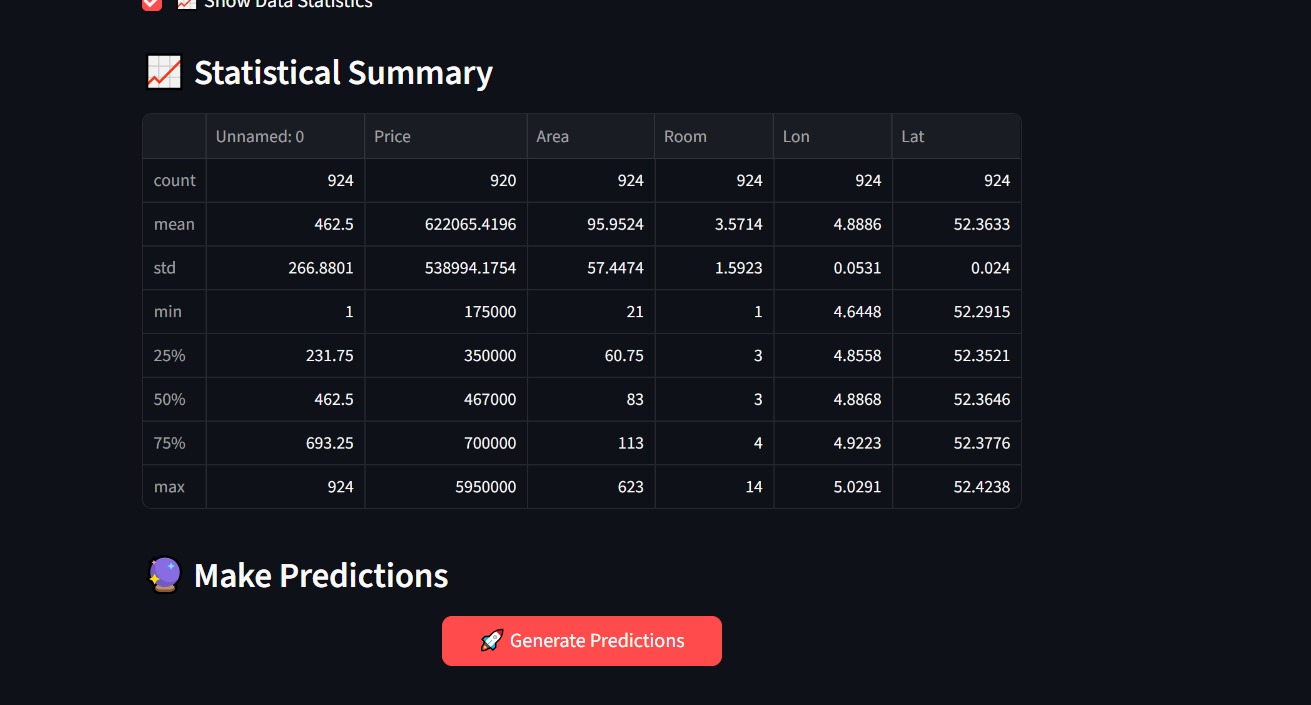 Show Data Statistics
Statistical Summary
Unnamed: 0 Price Area Room Lon Lat
count 924 920 924 924 924 924
mean 462.5 622065.4196 95.9524 3.5714 4.8886 52.3633
std 266.8801 538994.1754 57.4474 1.5923 0.0531 0.024
min 1 175000 21 1 4.6448 52.2915
25% 231.75 350000 60.75 3 4.8558 52.3521
50% 462.5 467000 83 3 4.8868 52.3646
75% 693.25 700000 113 4 4.9223 52.3776
max 924 5950000 623 14 5.0291 52.4238
Make Predictions
Generate Predictions